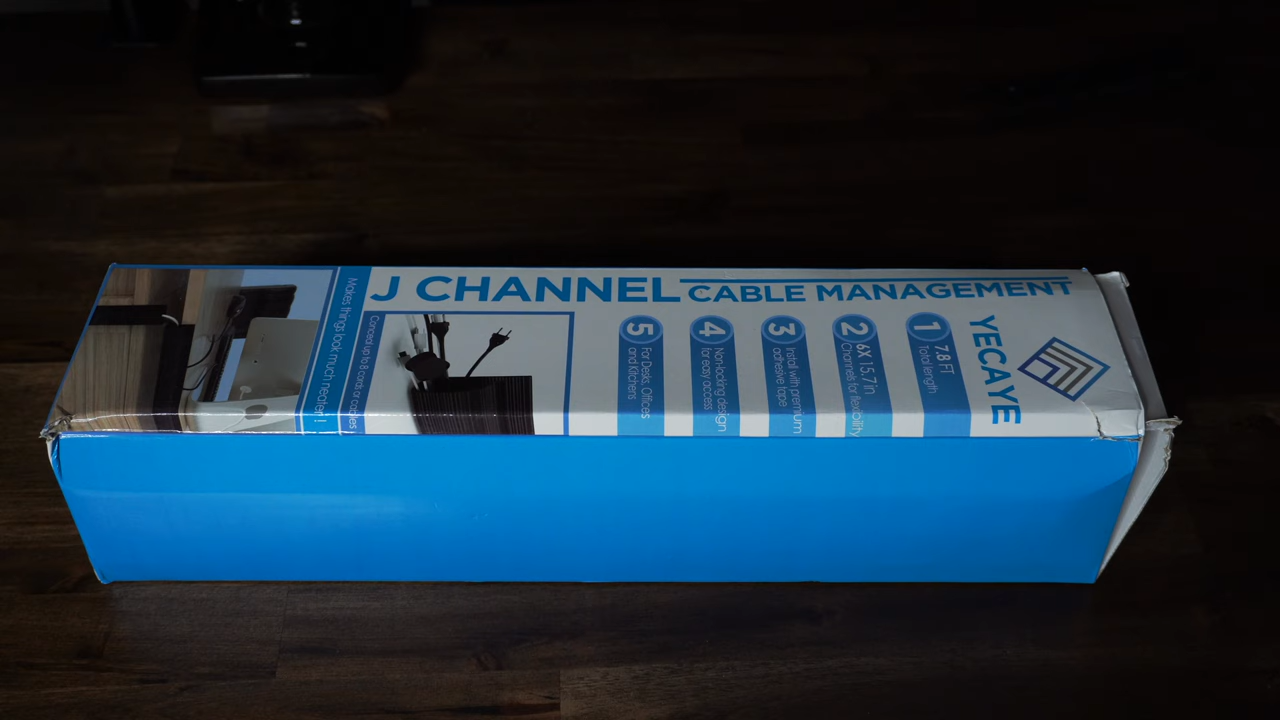 J CHANNEL CABLE MANAGEMENT
YECAYE
1 7.8 FT
Total length
2 6X 15.7in
Channels for flexibility
3 Install with premium
adhesive tape
4 Non-locking design
for easy access
5 For Desks, Offices
and Kitchens
Conceal up to 8 cords or cables
Makes things look much neater!